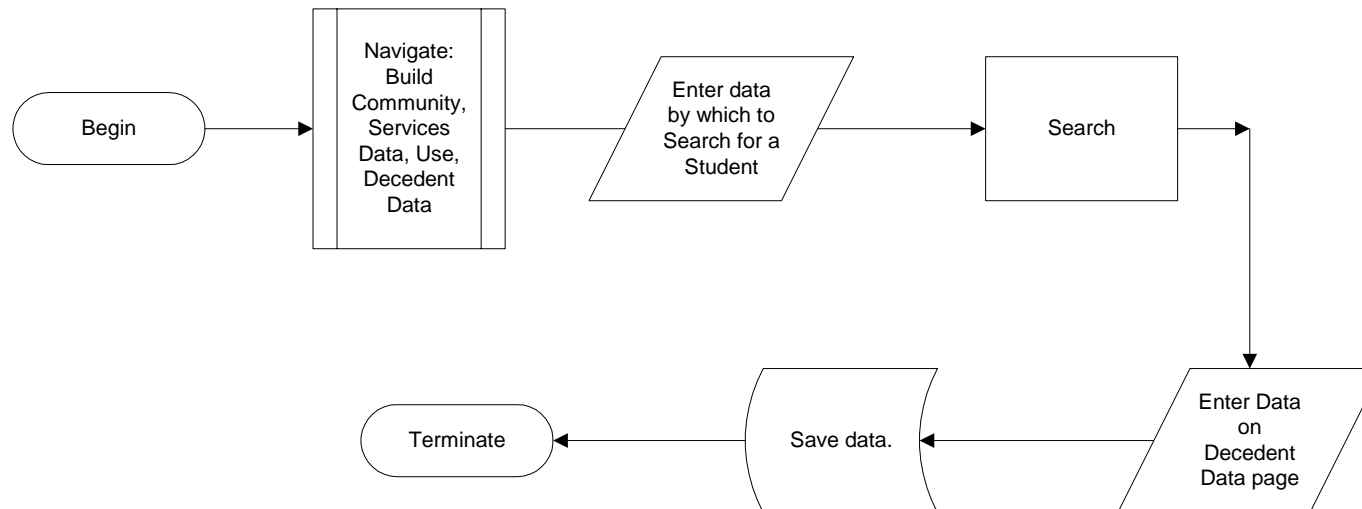 Begin
Navigate:
Build
Community,
Services
Data, Use,
Decedent
Data
Enter data
by which to
Search for a
Student
Search
Enter Data
on
Decedent
Data page
Save data.
Terminate